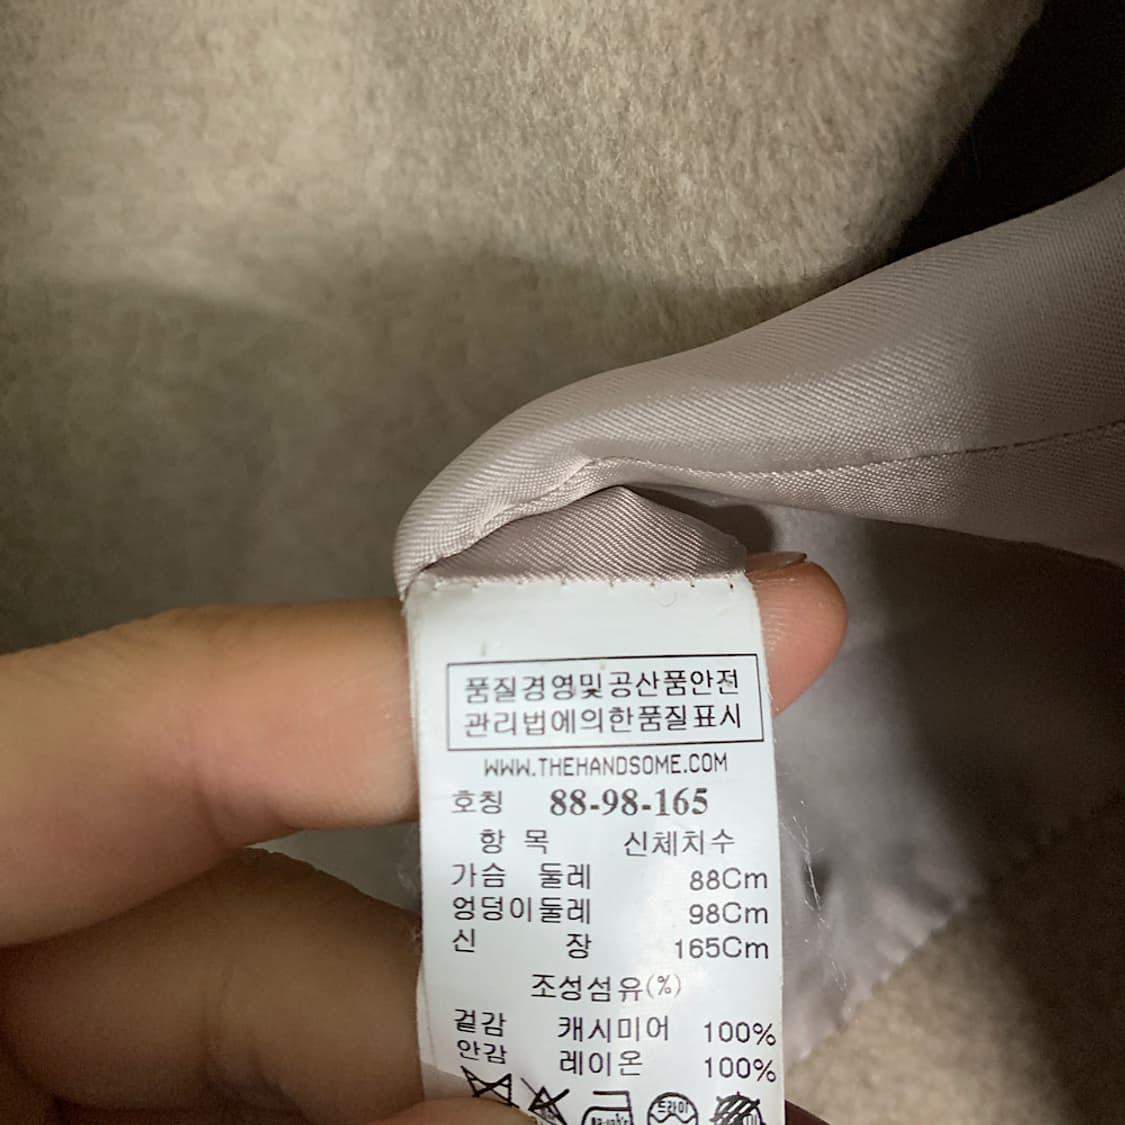 품질경영및공산품안전
관리법에의한품질표시
WWW.THEHANDSOME.COM
호칭 88-98-165
항 목 신체치수
가슴 둘레 88Cm
엉덩이둘레 98Cm
신 장 165Cm
조성섬유(%)
겉감 캐시미어 100%
안감 레이온 100%
드라이